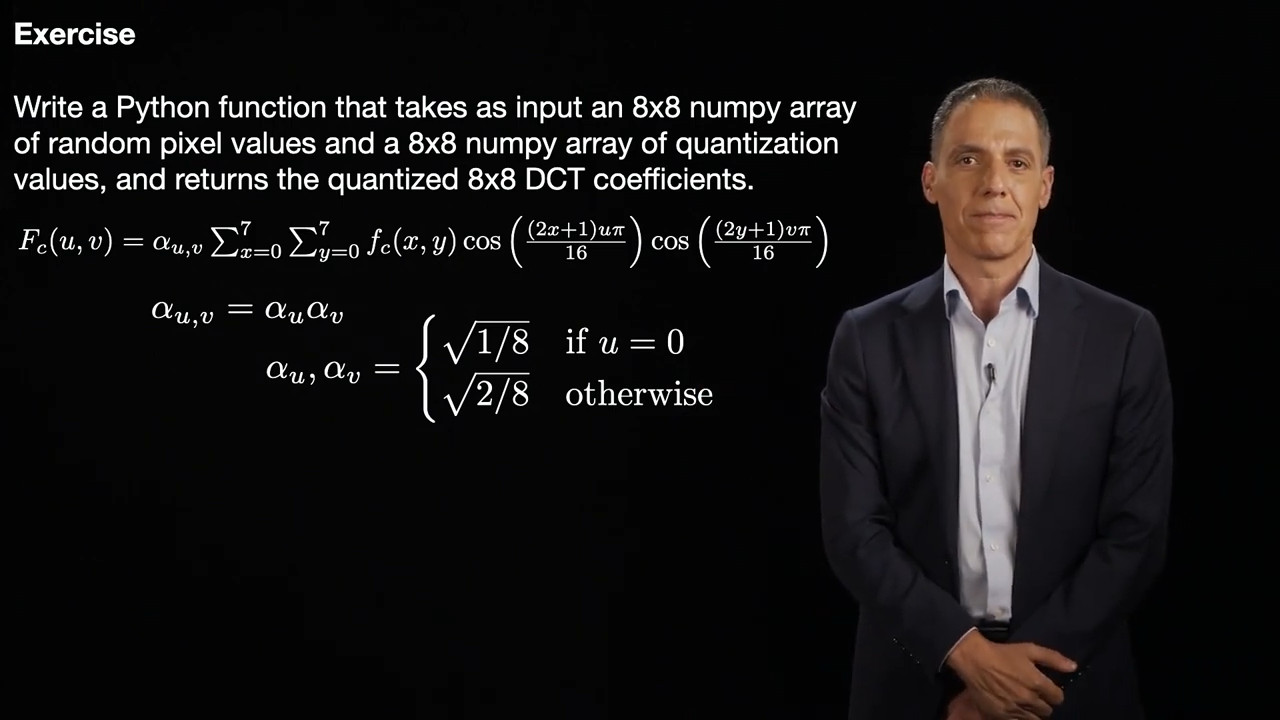 Exercise
Write a Python function that takes as input an 8x8 numpy array
of random pixel values and a 8x8 numpy array of quantization
values, and returns the quantized 8x8 DCT coefficients.
F_c(u, v) = α_{u,v} ∑_{x=0}^{7} ∑_{y=0}^{7} f_c(x, y) cos ( (2x+1)uπ / 16 ) cos ( (2y+1)vπ / 16 )
α_{u,v} = α_u α_v
α_u, α_v = { √1/8 if u = 0
√2/8 otherwise